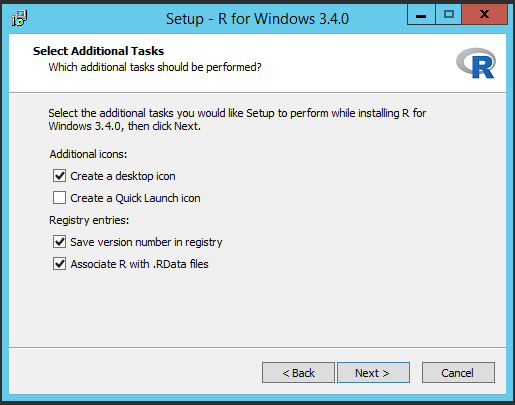 Setup - R for Windows 3.4.0
Select Additional Tasks
Which additional tasks should be performed?
R
Select the additional tasks you would like Setup to perform while installing R for
Windows 3.4.0, then click Next.
Additional icons:
Create a desktop icon
Create a Quick Launch icon
Registry entries:
Save version number in registry
Associate R with .RData files
< Back
Next >
Cancel